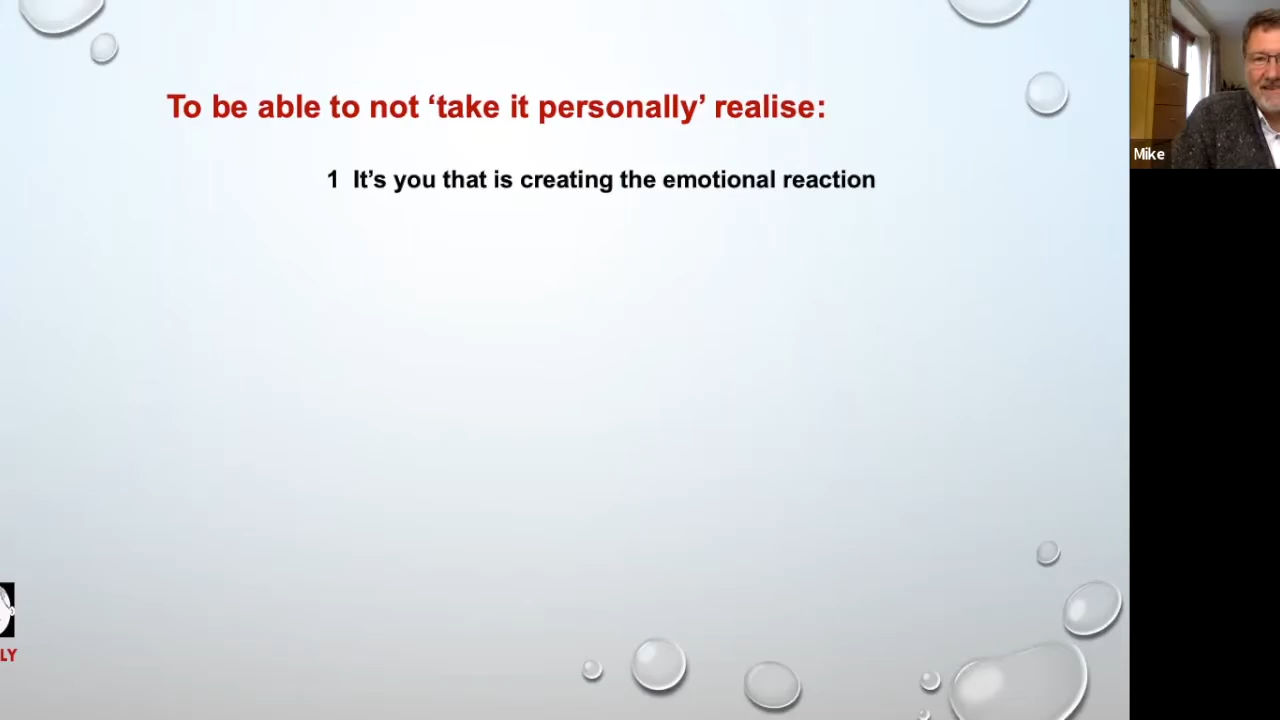 To be able to not ‘take it personally’ realise:
1 It’s you that is creating the emotional reaction
Mike
LY